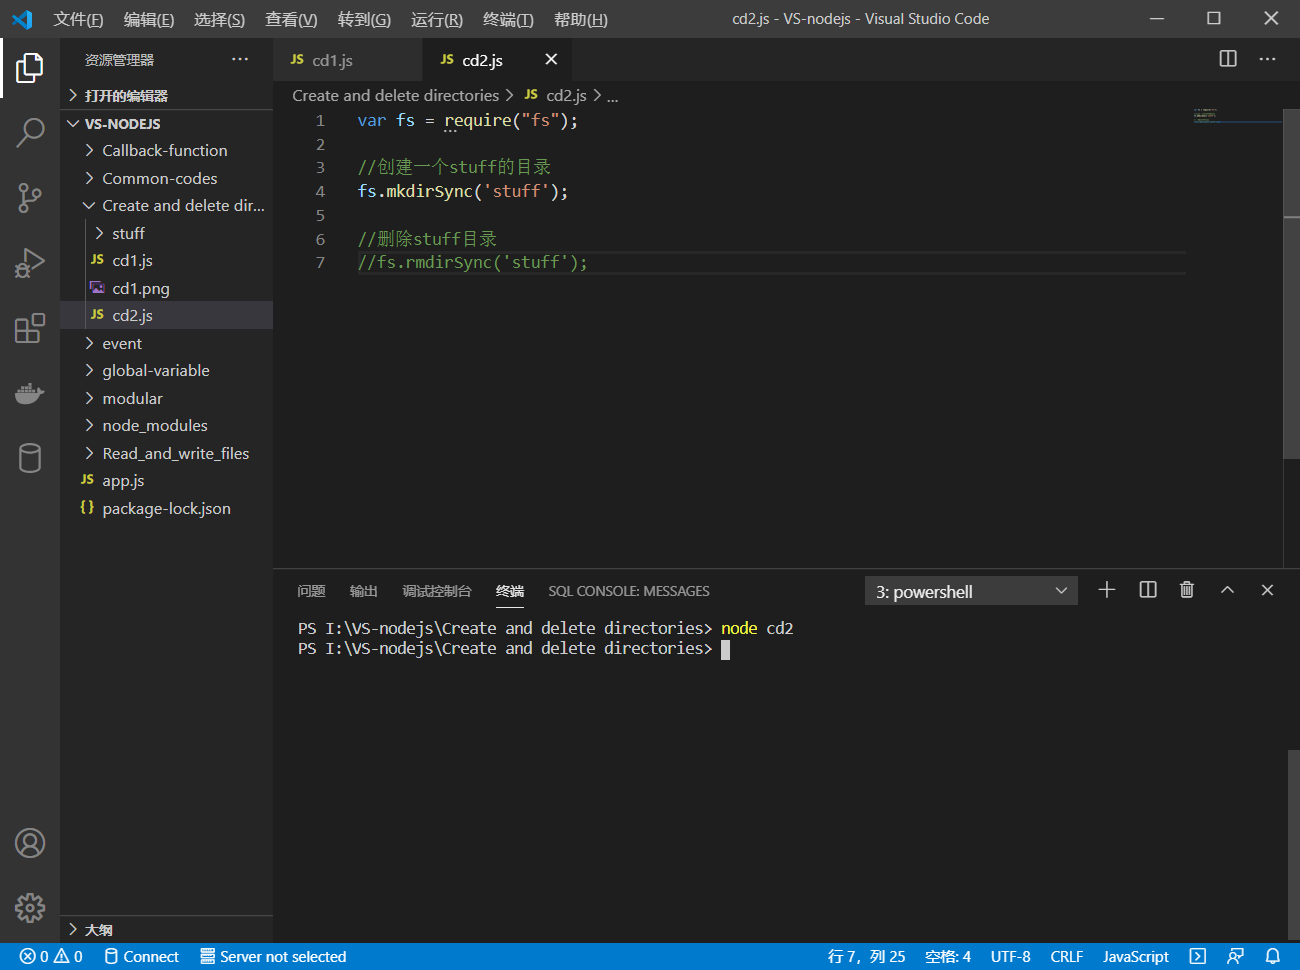 文件(F) 编辑(E) 选择(S) 查看(V) 转到(G) 运行(R) 终端(T) 帮助(H) cd2.js - VS-nodejs - Visual Studio Code
资源管理器 ···
打开的编辑器
VS-NODEJS
Callback-function
Common-codes
Create and delete dir...
stuff
JS cd1.js
cd1.png
JS cd2.js
event
global-variable
modular
node_modules
Read_and_write_files
JS app.js
{} package-lock.json
大纲
JS cd1.js JS cd2.js
Create and delete directories > JS cd2.js > ...
1 var fs = require("fs");
2
3 //创建一个stuff的目录
4 fs.mkdirSync('stuff');
5
6 //删除stuff目录
7 //fs.rmdirSync('stuff');
问题 输出 调试控制台 终端 SQL CONSOLE: MESSAGES 3: powershell
PS I:\VS-nodejs\Create and delete directories> node cd2
PS I:\VS-nodejs\Create and delete directories>
0 0 Connect Server not selected 行 7，列 25 空格: 4 UTF-8 CRLF JavaScript